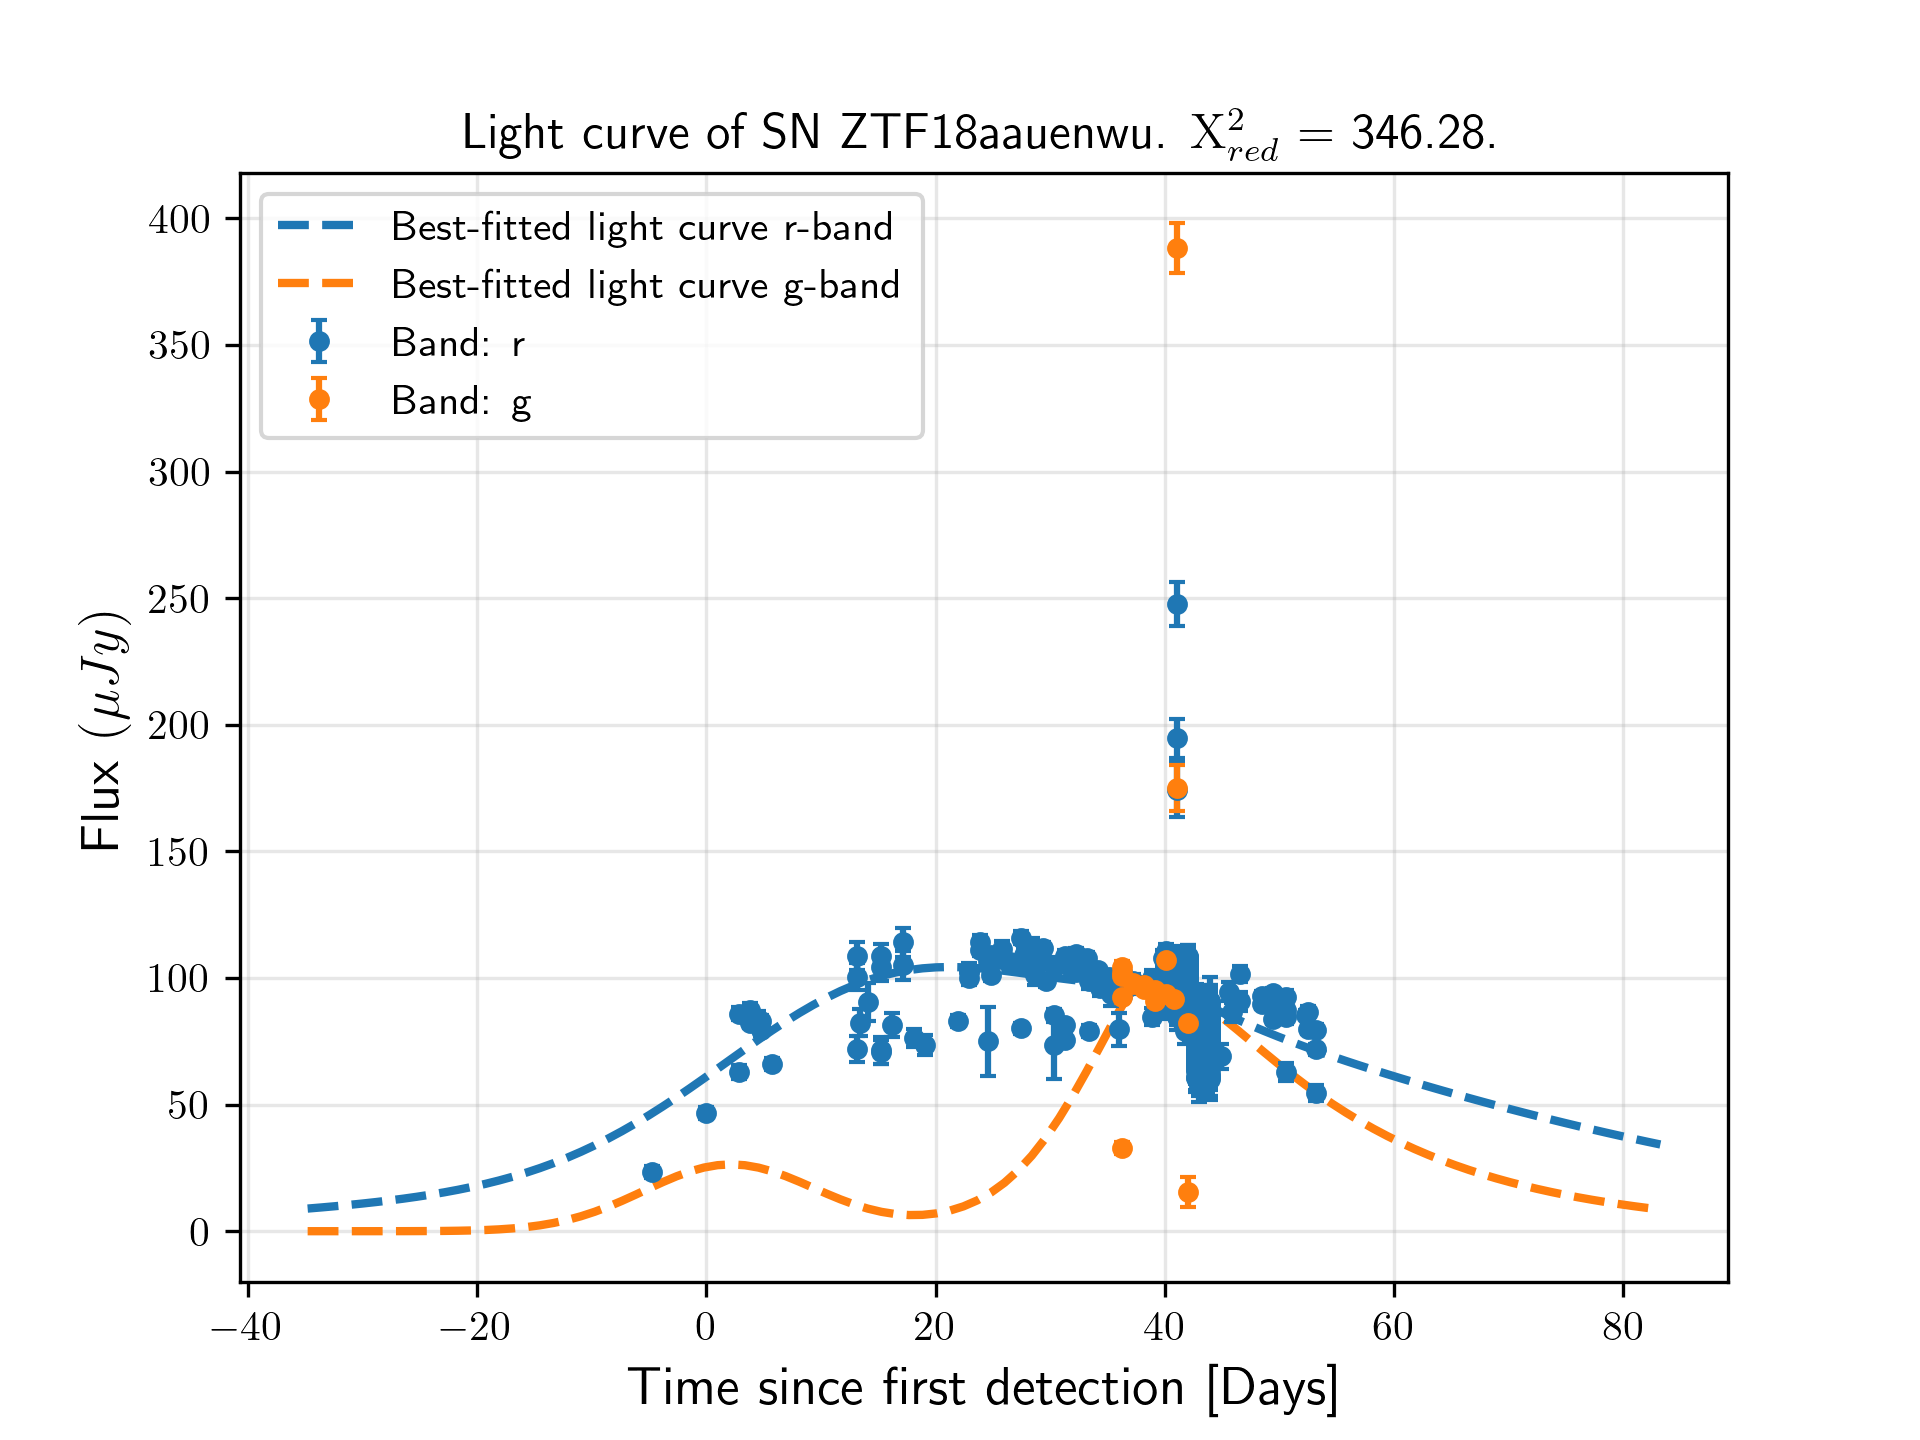 Light curve of SN ZTF18aauenwu. X²_red = 346.28.
Best-fitted light curve r-band
Best-fitted light curve g-band
Band: r
Band: g
Flux (μJy)
400
350
300
250
200
150
100
50
0
−40 −20 0 20 40 60 80
Time since first detection [Days]